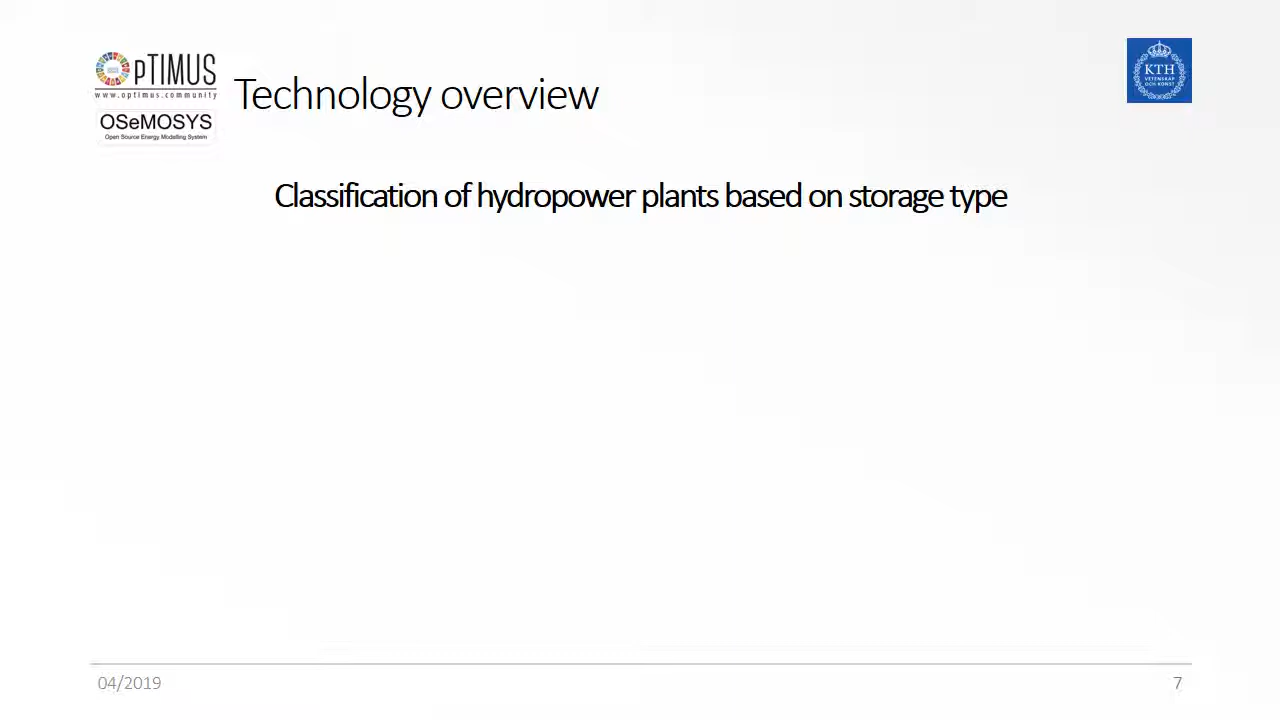 OpTIMUS
www.optimus.community
OSeMOSYS
Open Source Energy Modelling System
Technology overview
KTH
VETENSKAP
OCH KONST
Classification of hydropower plants based on storage type
04/2019
7